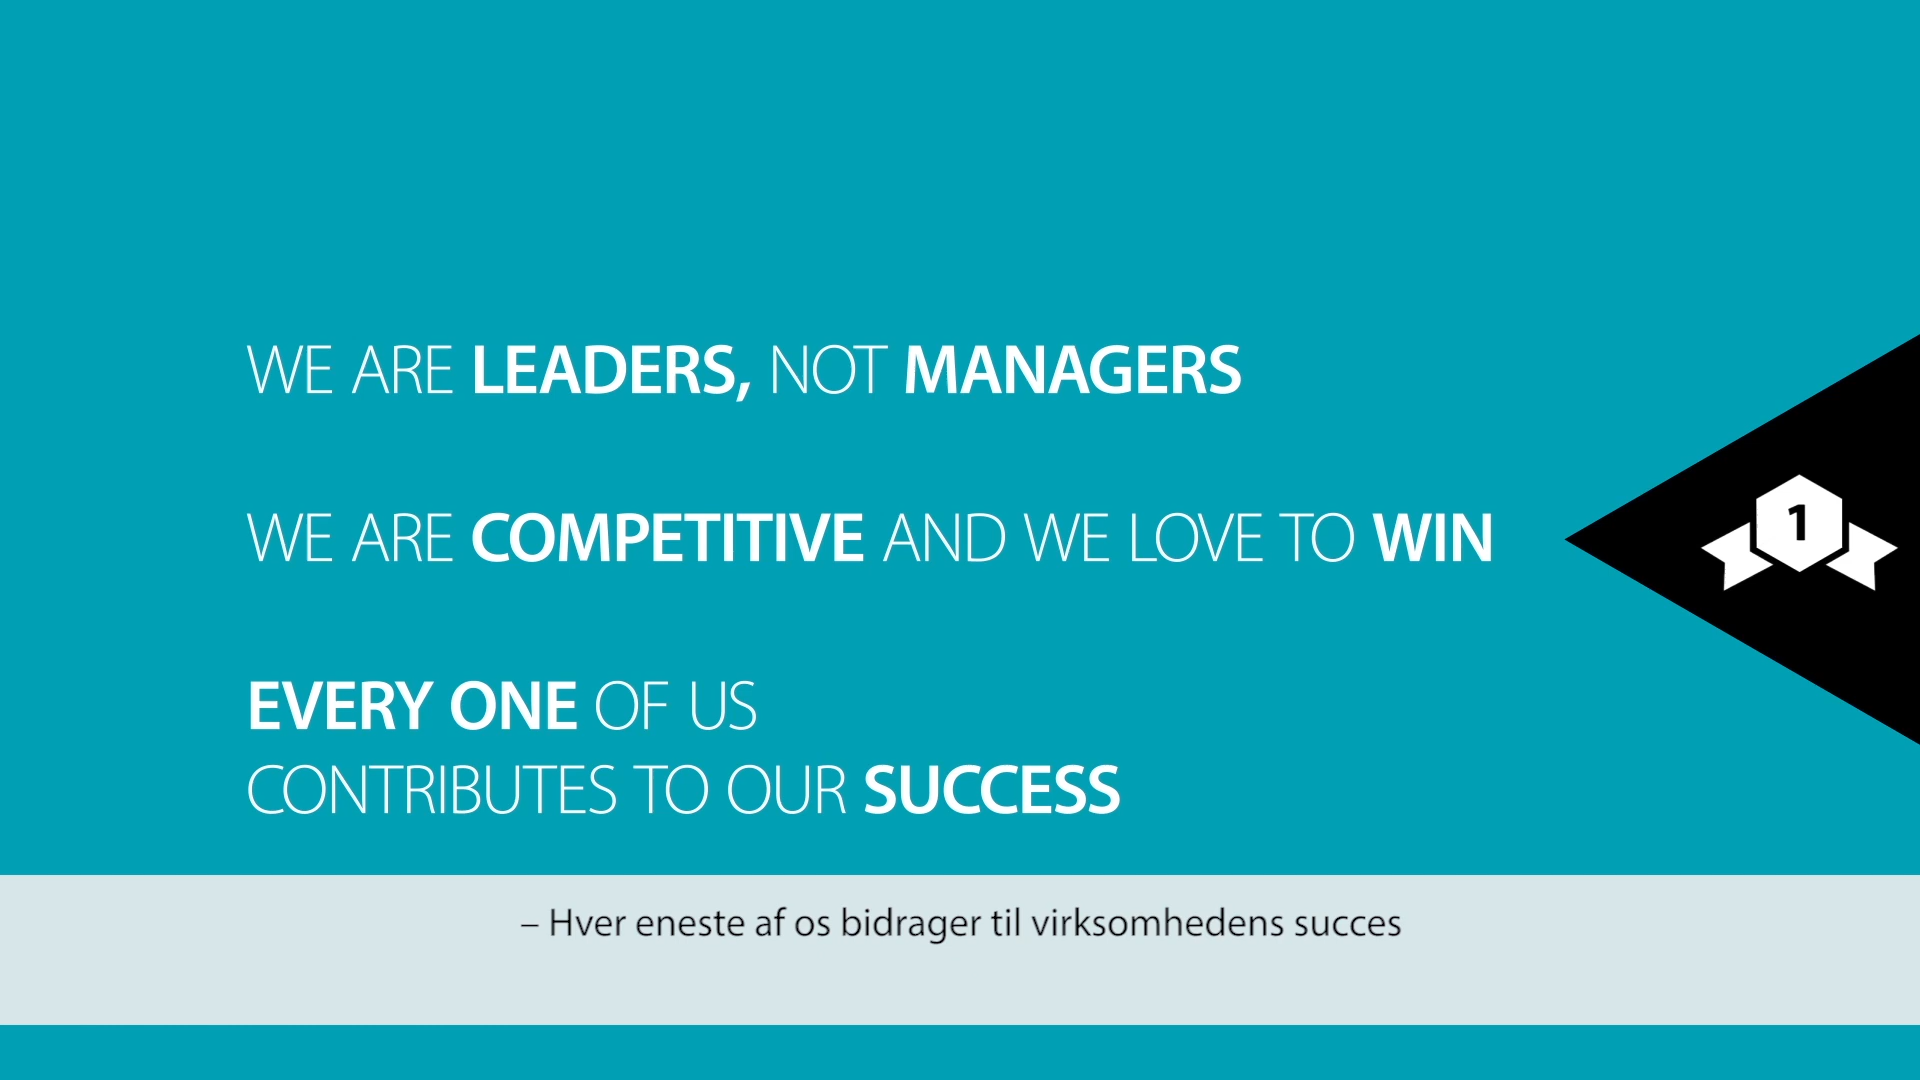 WE ARE LEADERS, NOT MANAGERS
WE ARE COMPETITIVE AND WE LOVE TO WIN
1
EVERY ONE OF US
CONTRIBUTES TO OUR SUCCESS
– Hver eneste af os bidrager til virksomhedens succes